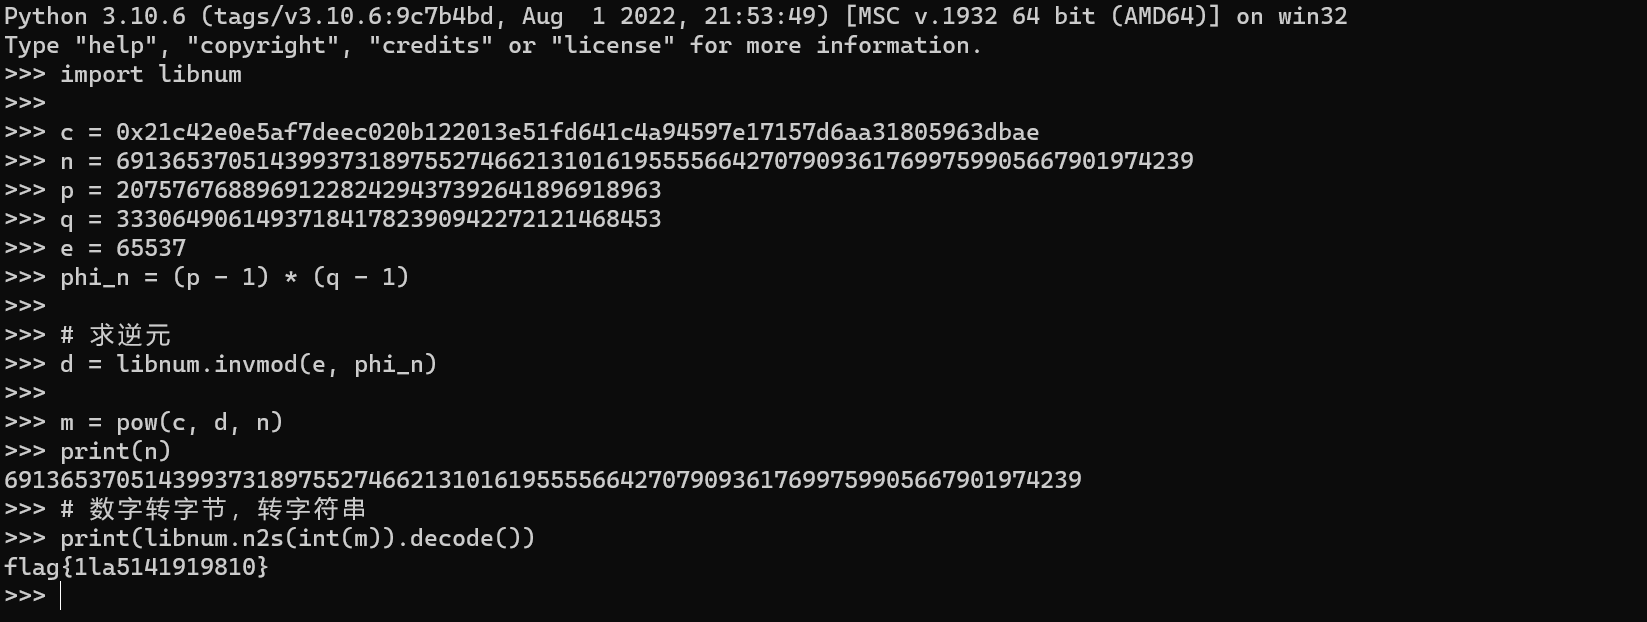 Python 3.10.6 (tags/v3.10.6:9c7b4bd, Aug  1 2022, 21:53:49) [MSC v.1932 64 bit (AMD64)] on win32
Type "help", "copyright", "credits" or "license" for more information.
>>> import libnum
>>>
>>> c = 0x21c42e0e5af7deec020b122013e51fd641c4a94597e17157d6aa31805963dbae
>>> n = 69136537051439937318975527466213101619555566427079093617699759905667901974239
>>> p = 207576768896912282429437392641896918963
>>> q = 333064906149371841782390942272121468453
>>> e = 65537
>>> phi_n = (p - 1) * (q - 1)
>>>
>>> # 求逆元
>>> d = libnum.invmod(e, phi_n)
>>>
>>> m = pow(c, d, n)
>>> print(n)
69136537051439937318975527466213101619555566427079093617699759905667901974239
>>> # 数字转字节，转字符串
>>> print(libnum.n2s(int(m)).decode())
flag{1la5141919810}
>>>